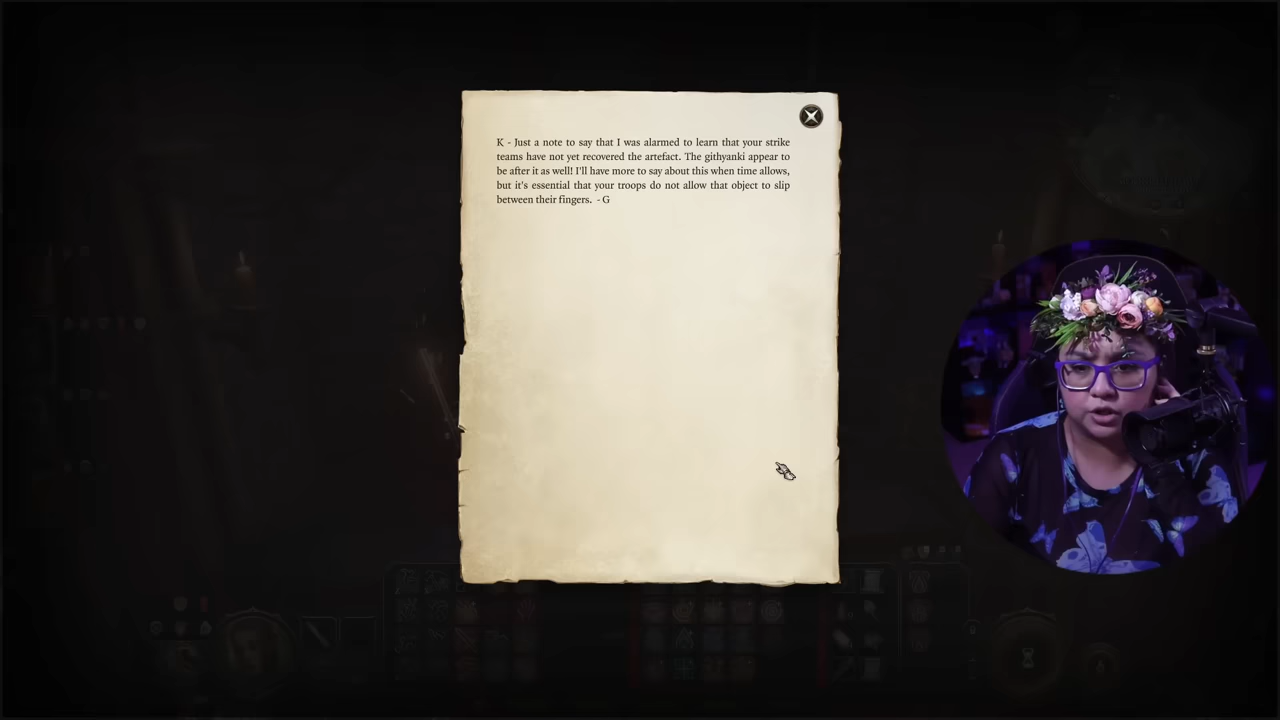 K - Just a note to say that I was alarmed to learn that your strike
teams have not yet recovered the artefact. The githyanki appear to
be after it as well! I'll have more to say about this when time allows,
but it's essential that your troops do not allow that object to slip
between their fingers. - G